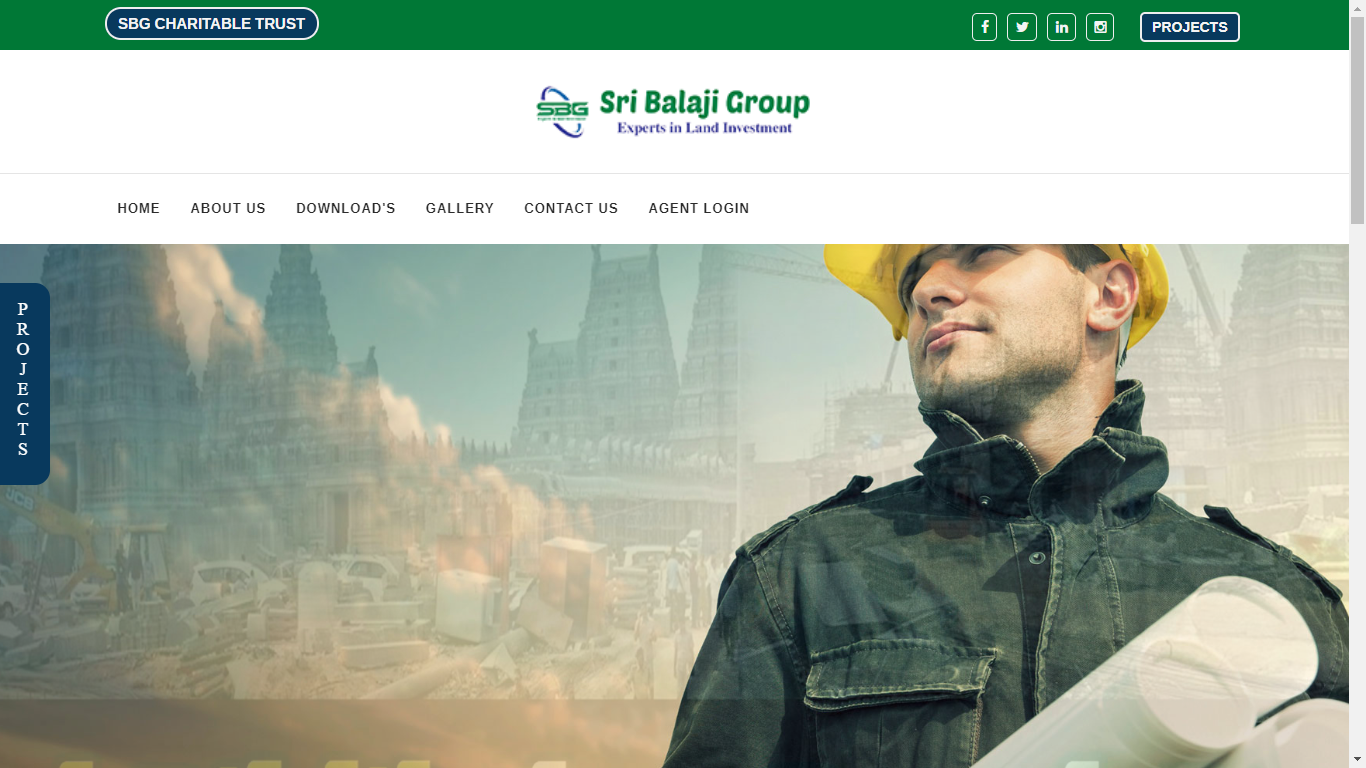 SBG CHARITABLE TRUST
PROJECTS
SBG
Sri Balaji Group
Experts in Land Investment
HOME
ABOUT US
DOWNLOAD'S
GALLERY
CONTACT US
AGENT LOGIN
PROJECTS
JCB